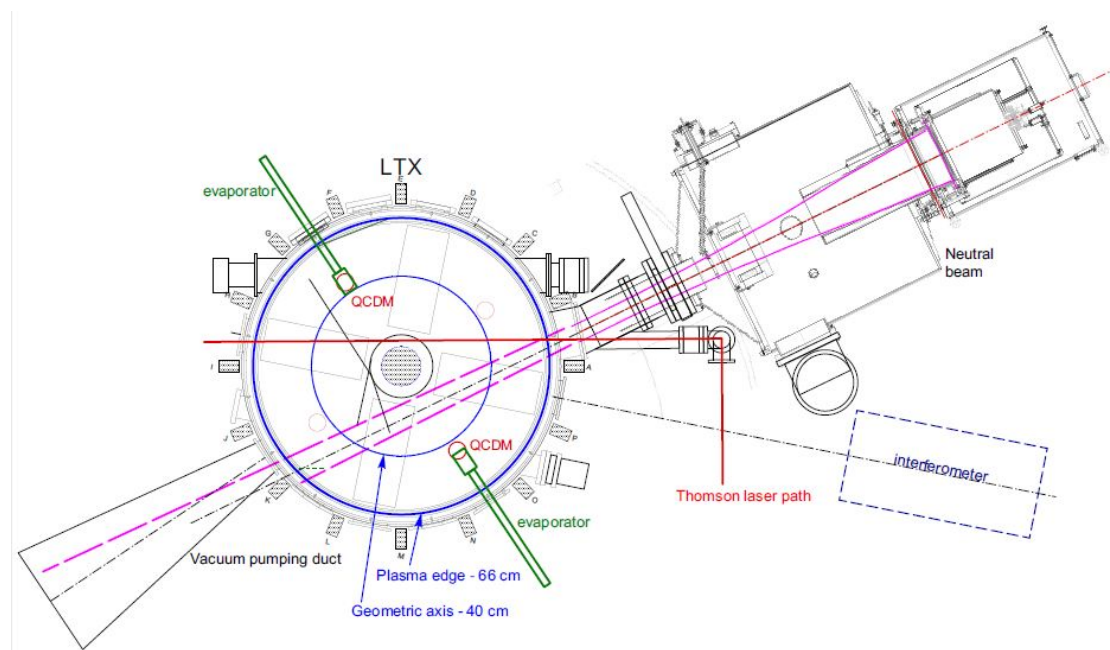 LTX
evaporator
E
F
D
G
C
QCDM
Neutral
beam
I
A
J
P
QCDM
interferometer
Thomson laser path
K
O
evaporator
L
N
M
Vacuum pumping duct
Plasma edge - 66 cm
Geometric axis - 40 cm